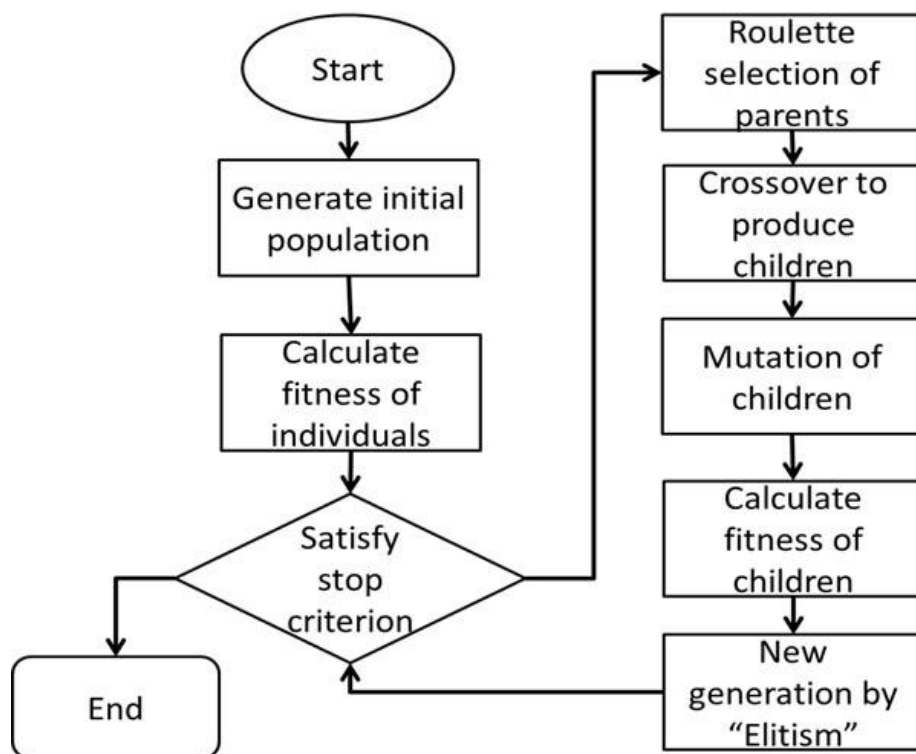 Start
Generate initial
population
Calculate
fitness of
individuals
Satisfy
stop
criterion
End
Roulette
selection of
parents
Crossover to
produce
children
Mutation of
children
Calculate
fitness of
children
New
generation by
“Elitism”